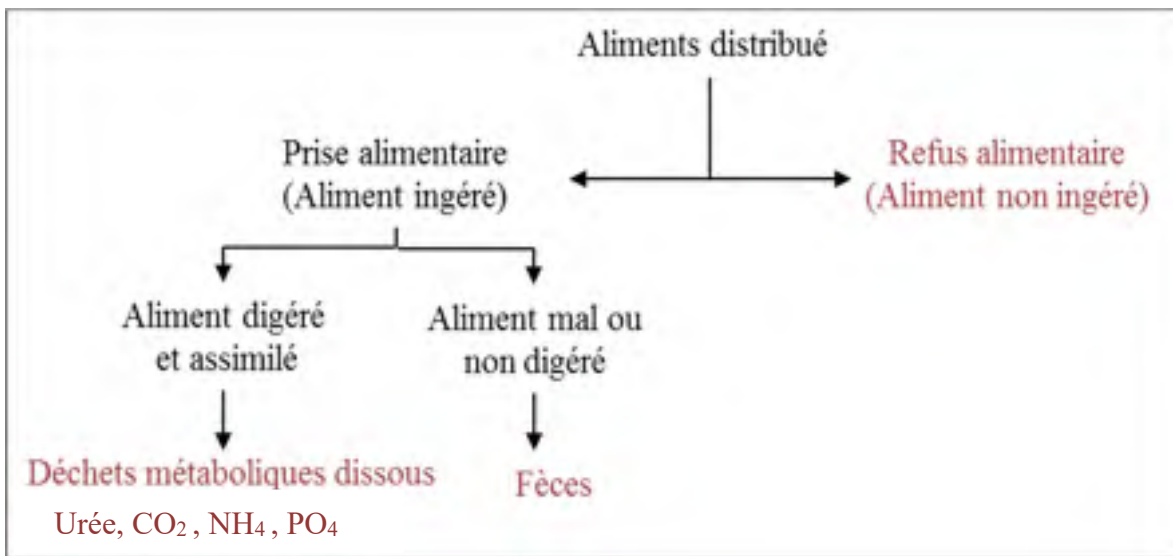 Aliments distribué
Prise alimentaire
(Aliment ingéré)
Refus alimentaire
(Aliment non ingéré)
Aliment digéré
et assimilé
Aliment mal ou
non digéré
Déchets métaboliques dissous
Fèces
Urée, CO₂ , NH₄ , PO₄